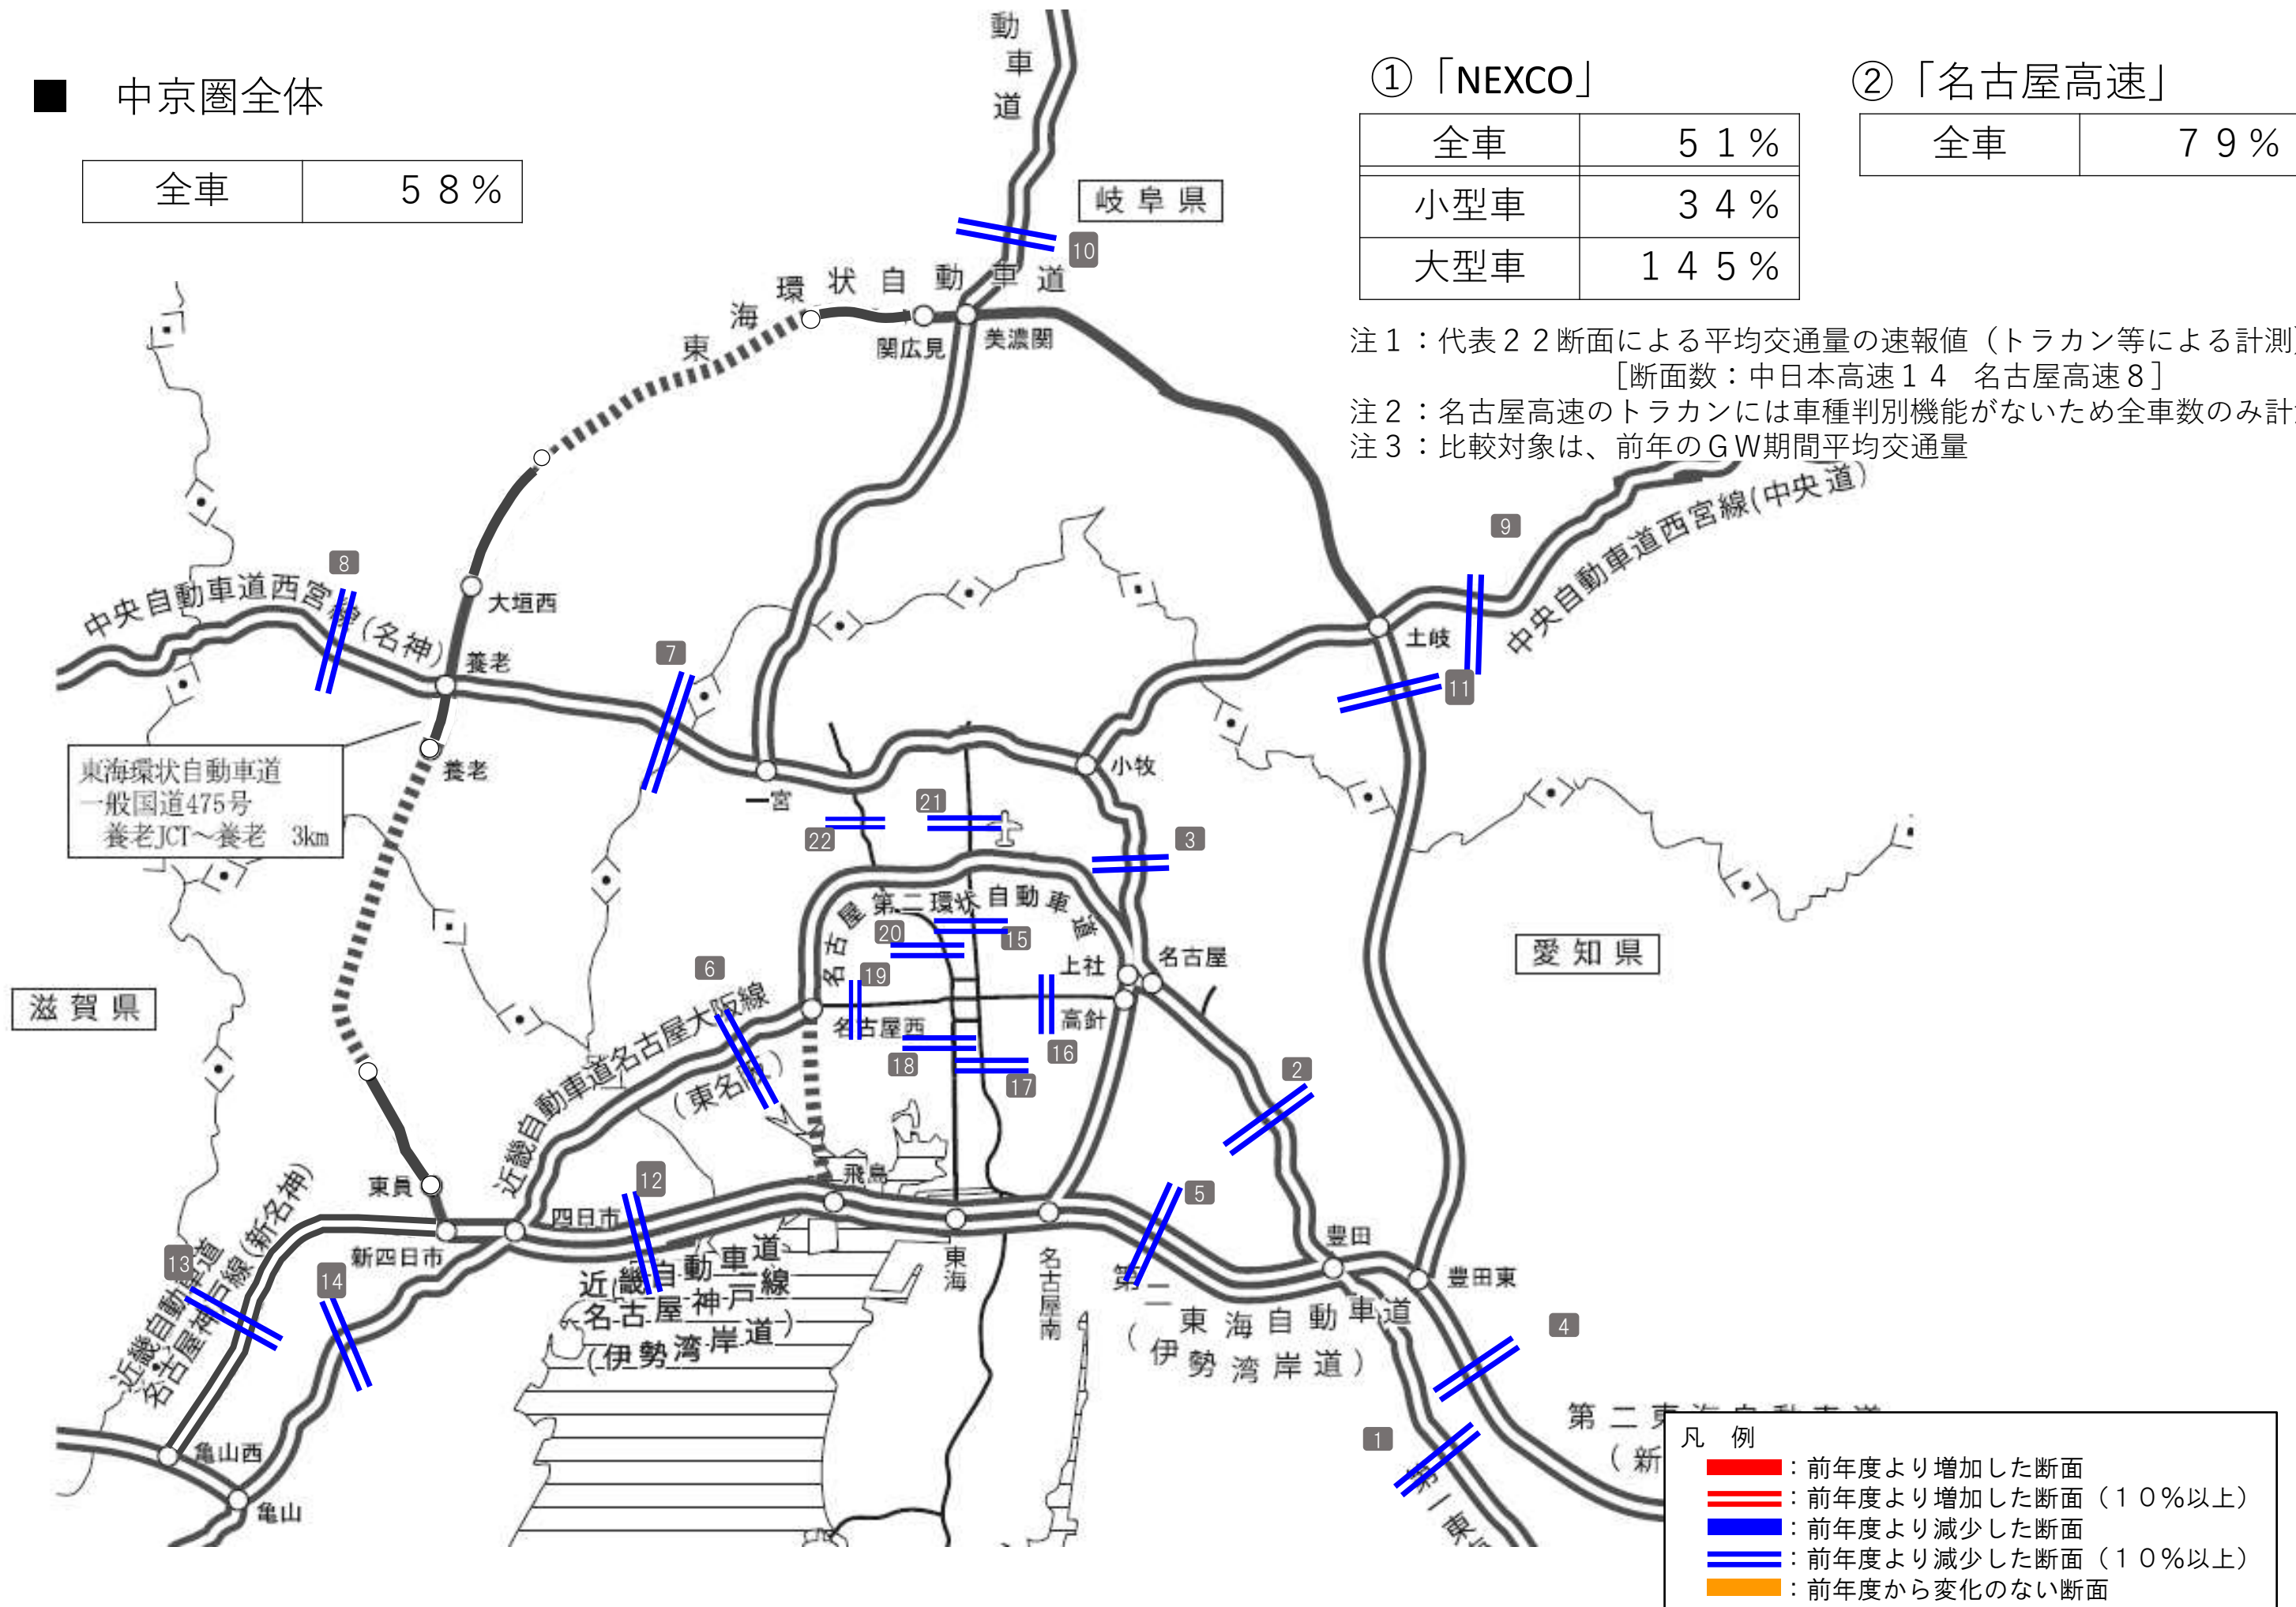 ■ 中京圏全体
全車 58%
①「NEXCO」
全車 51%
小型車 34%
大型車 145%
②「名古屋高速」
全車 79%
注1：代表22断面による平均交通量の速報値（トラカン等による計測）
[断面数：中日本高速14 名古屋高速8]
注2：名古屋高速のトラカンには車種判別機能がないため全車数のみ計
注3：比較対象は、前年のGW期間平均交通量
動車道
岐阜県
10
東海環状自動車道
関広見
美濃関
9
中央自動車道西宮線(中央道)
8
中央自動車道西宮線(名神)
大垣西
養老
7
土岐
11
養老
一宮
小牧
東海環状自動車道
一般国道475号
養老JCT～養老 3km
21
22
3
名古屋第二環状自動車道
20
15
19
上社
名古屋
愛知県
6
滋賀県
名古屋西
高針
近畿自動車道名古屋大阪線
(東名阪)
18
16
17
2
東員
12
飛島
5
四日市
新四日市
豊田
豊田東
東海
名古屋南
13
14
近畿自動車道
名古屋神戸線(新名神)
近畿自動車道
名古屋神戸線
(伊勢湾岸道)
第二東海自動車道
(伊勢湾岸道)
4
1
亀山西
亀山
第二東海自動車道
(新
第一東
凡 例
：前年度より増加した断面
：前年度より増加した断面（10%以上）
：前年度より減少した断面
：前年度より減少した断面（10%以上）
：前年度から変化のない断面